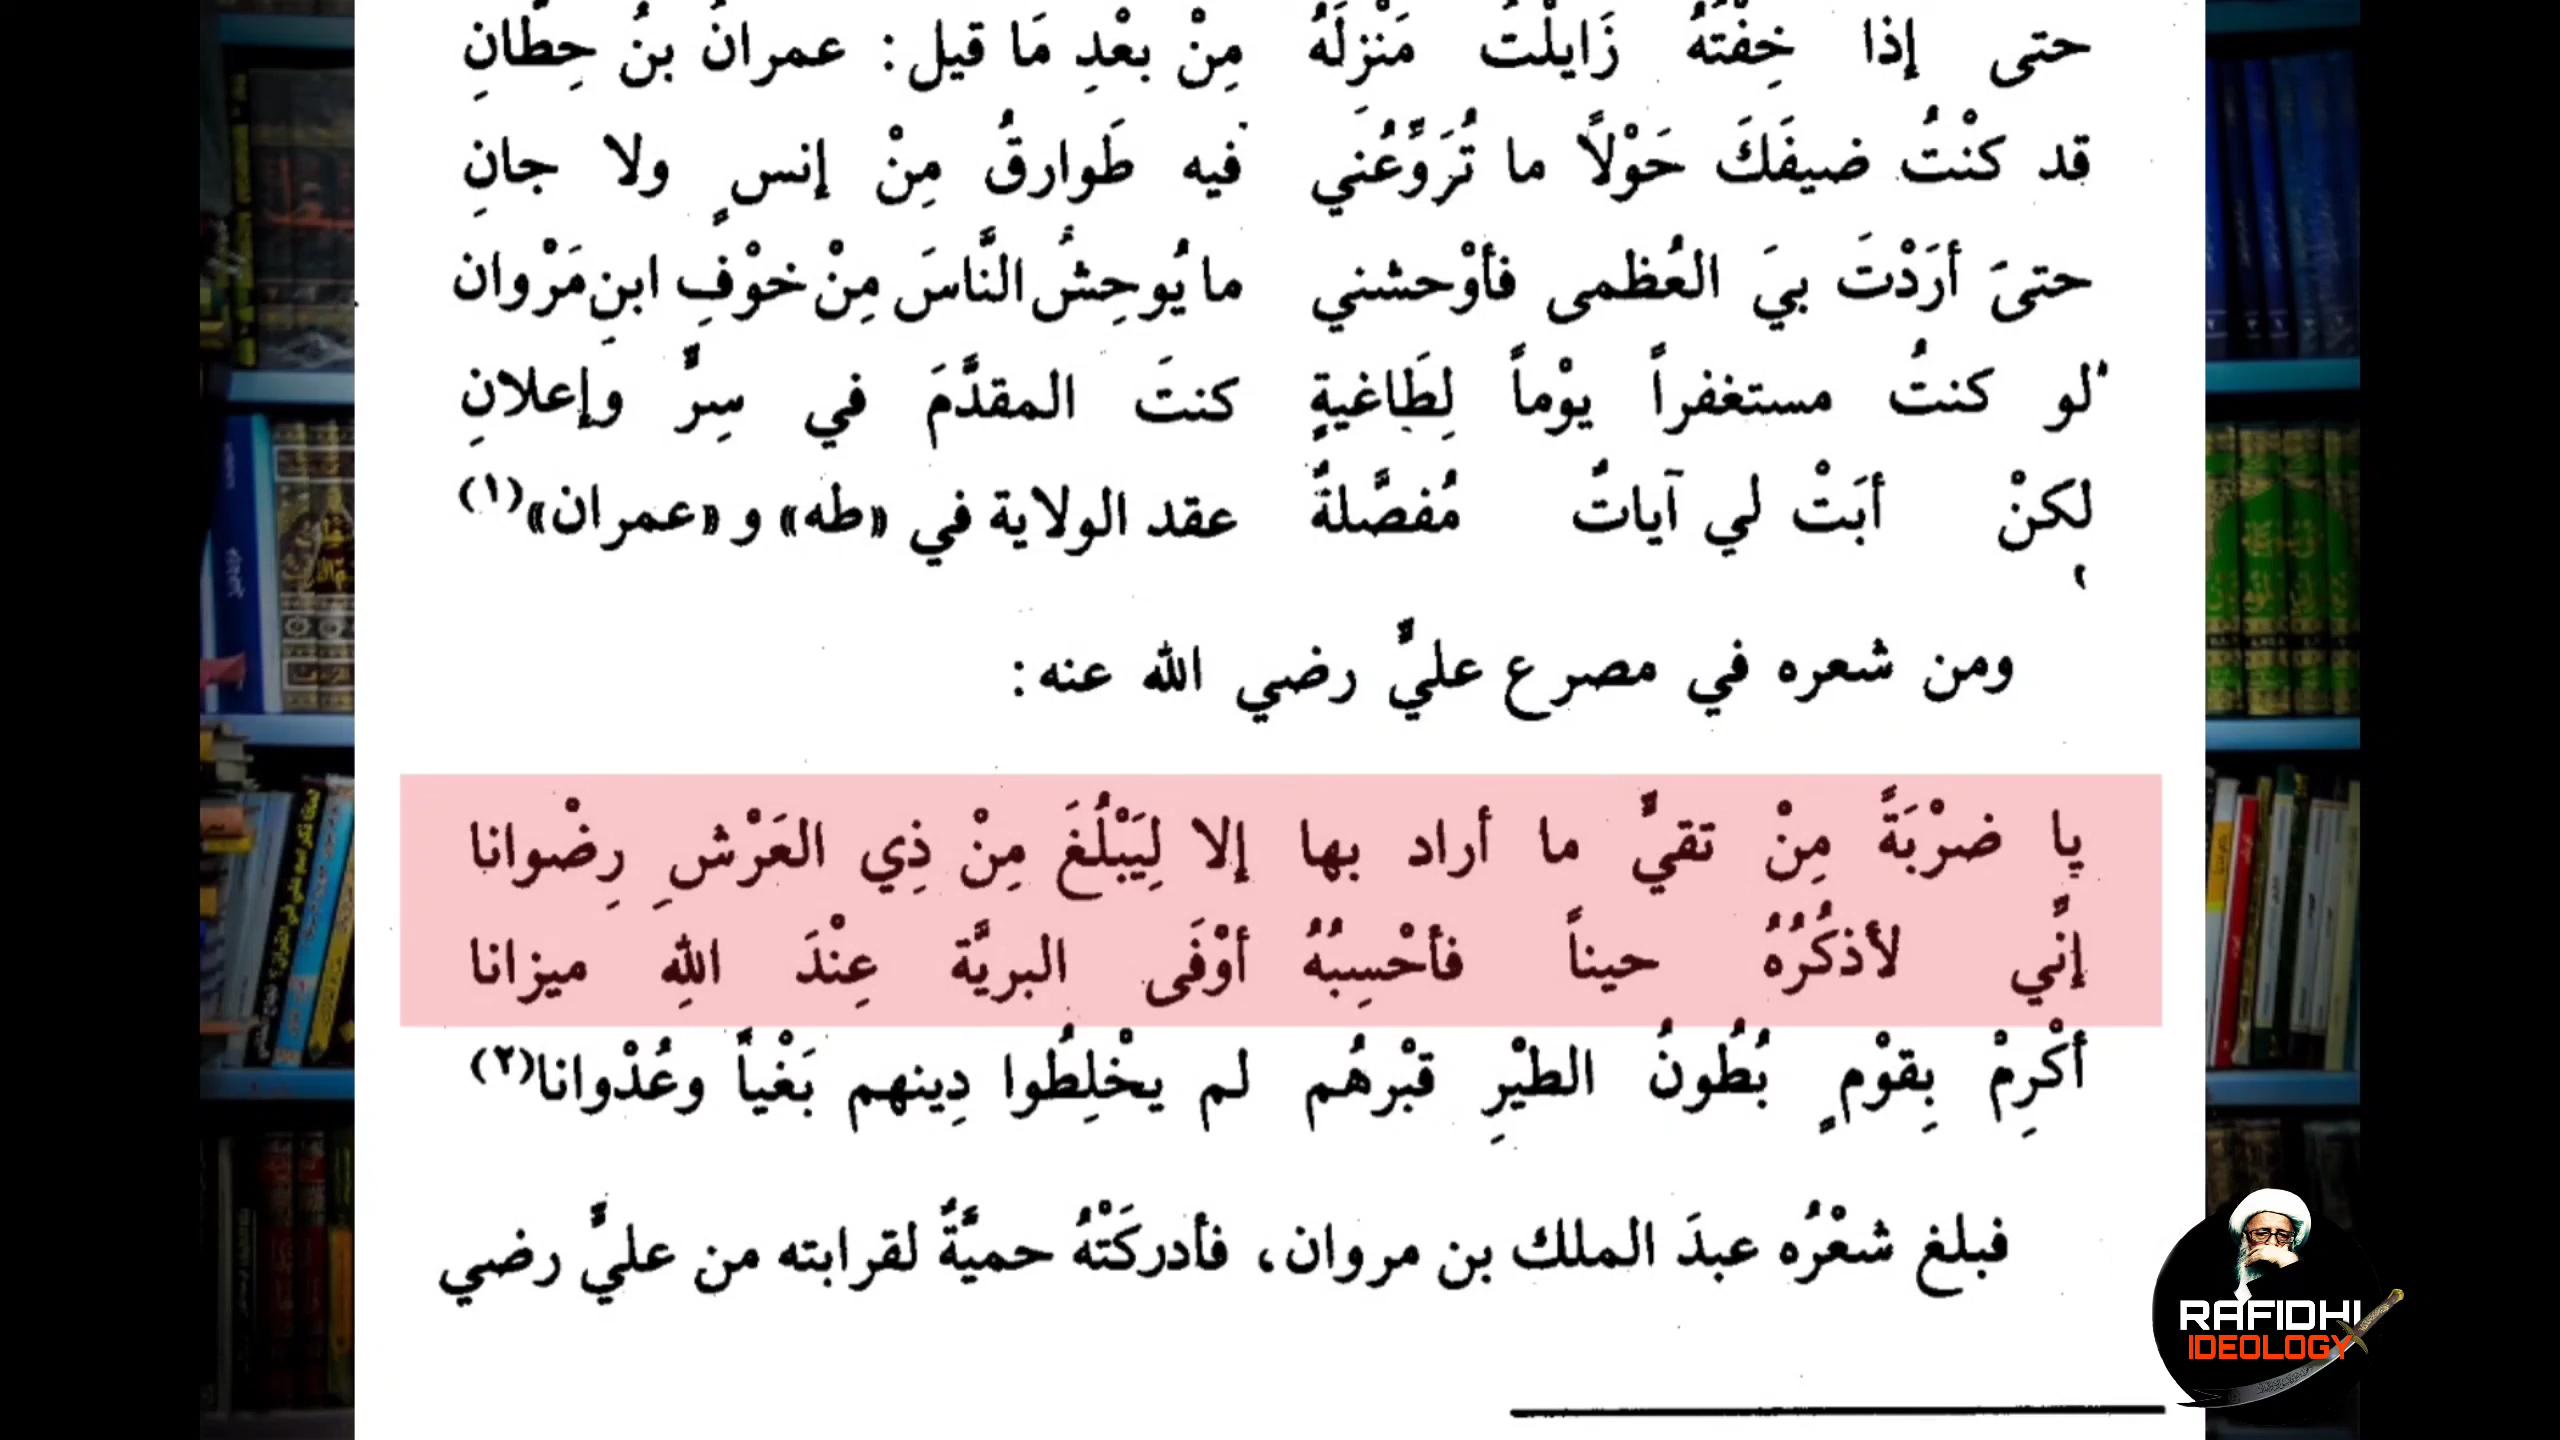 حتى إذا خِفْتُهُ زَايلْتُ مَنْزِلَهُ مِنْ بعْدِ مَا قيل: عمرانُ بنُ حِطَّانِ
قد كنْتُ ضيفَكَ حَوْلاً ما تُرَوِّعُني فيه طَوارقُ مِنْ إنسٍ ولا جانِ
حتىَ أرَدْتَ بيَ العُظمى فأوْحشني ما يُوحِشُ النَّاسَ مِنْ خوْفِ ابنِ مَرْوان
لو كنتُ مستغفراً يوْماً لِطَاغيةٍ كنتَ المقدَّمَ في سِرٍّ وإعلانِ
لكنْ أبَتْ لي آياتٌ مُفصَّلةٌ عقد الولاية في «طه» و «عمران»(١)
ومن شعره في مصرع عليٍّ رضي الله عنه:
يا ضرْبَةً مِنْ تقيٍّ ما أراد بها إلا لِيَبْلُغَ مِنْ ذِي العَرْشِ رِضْوانا
إنِّي لأذكُرُهُ حيناً فأحْسِبُهُ أوْفَى البريَّة عِنْدَ اللهِ ميزانا
أكْرِمْ بِقوْمٍ بُطُونُ الطيْرِ قبْرهُم لم يخْلِطُوا دِينهم بَغْياً وعُدْوانا(٢)
فبلغ شعْرُه عبدَ الملك بن مروان، فأدركَتْهُ حميَّةٌ لقرابته من عليٍّ رضي
RAFIDHI
IDEOLOGY